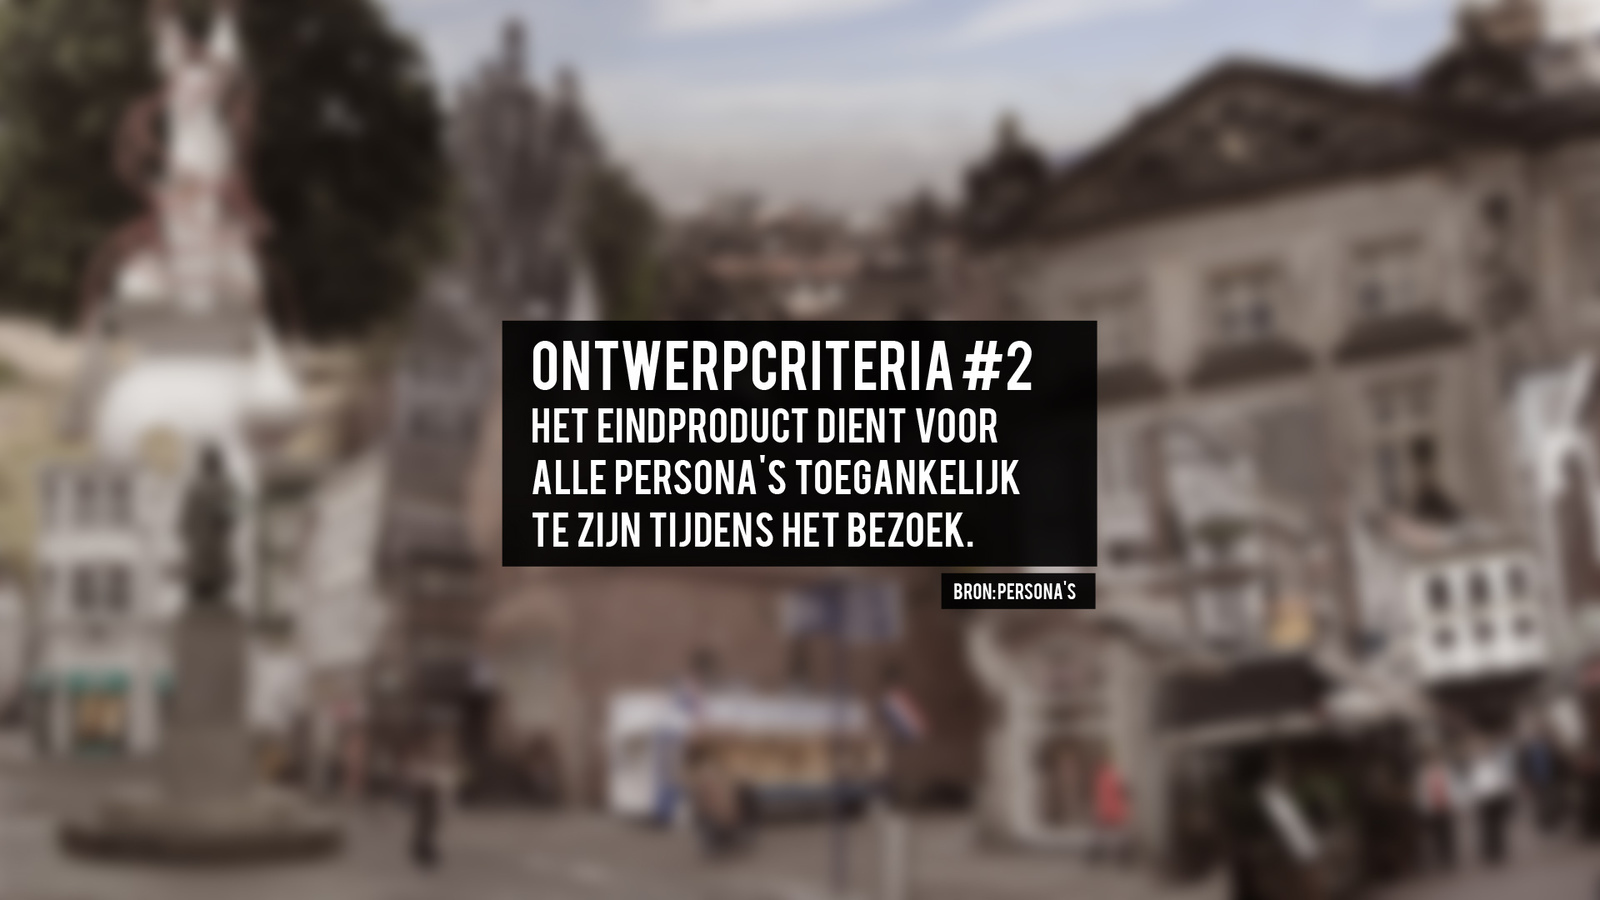 ONTWERPCRITERIA #2
HET EINDPRODUCT DIENT VOOR
ALLE PERSONA'S TOEGANKELIJK
TE ZIJN TIJDENS HET BEZOEK.
BRON:PERSONA'S